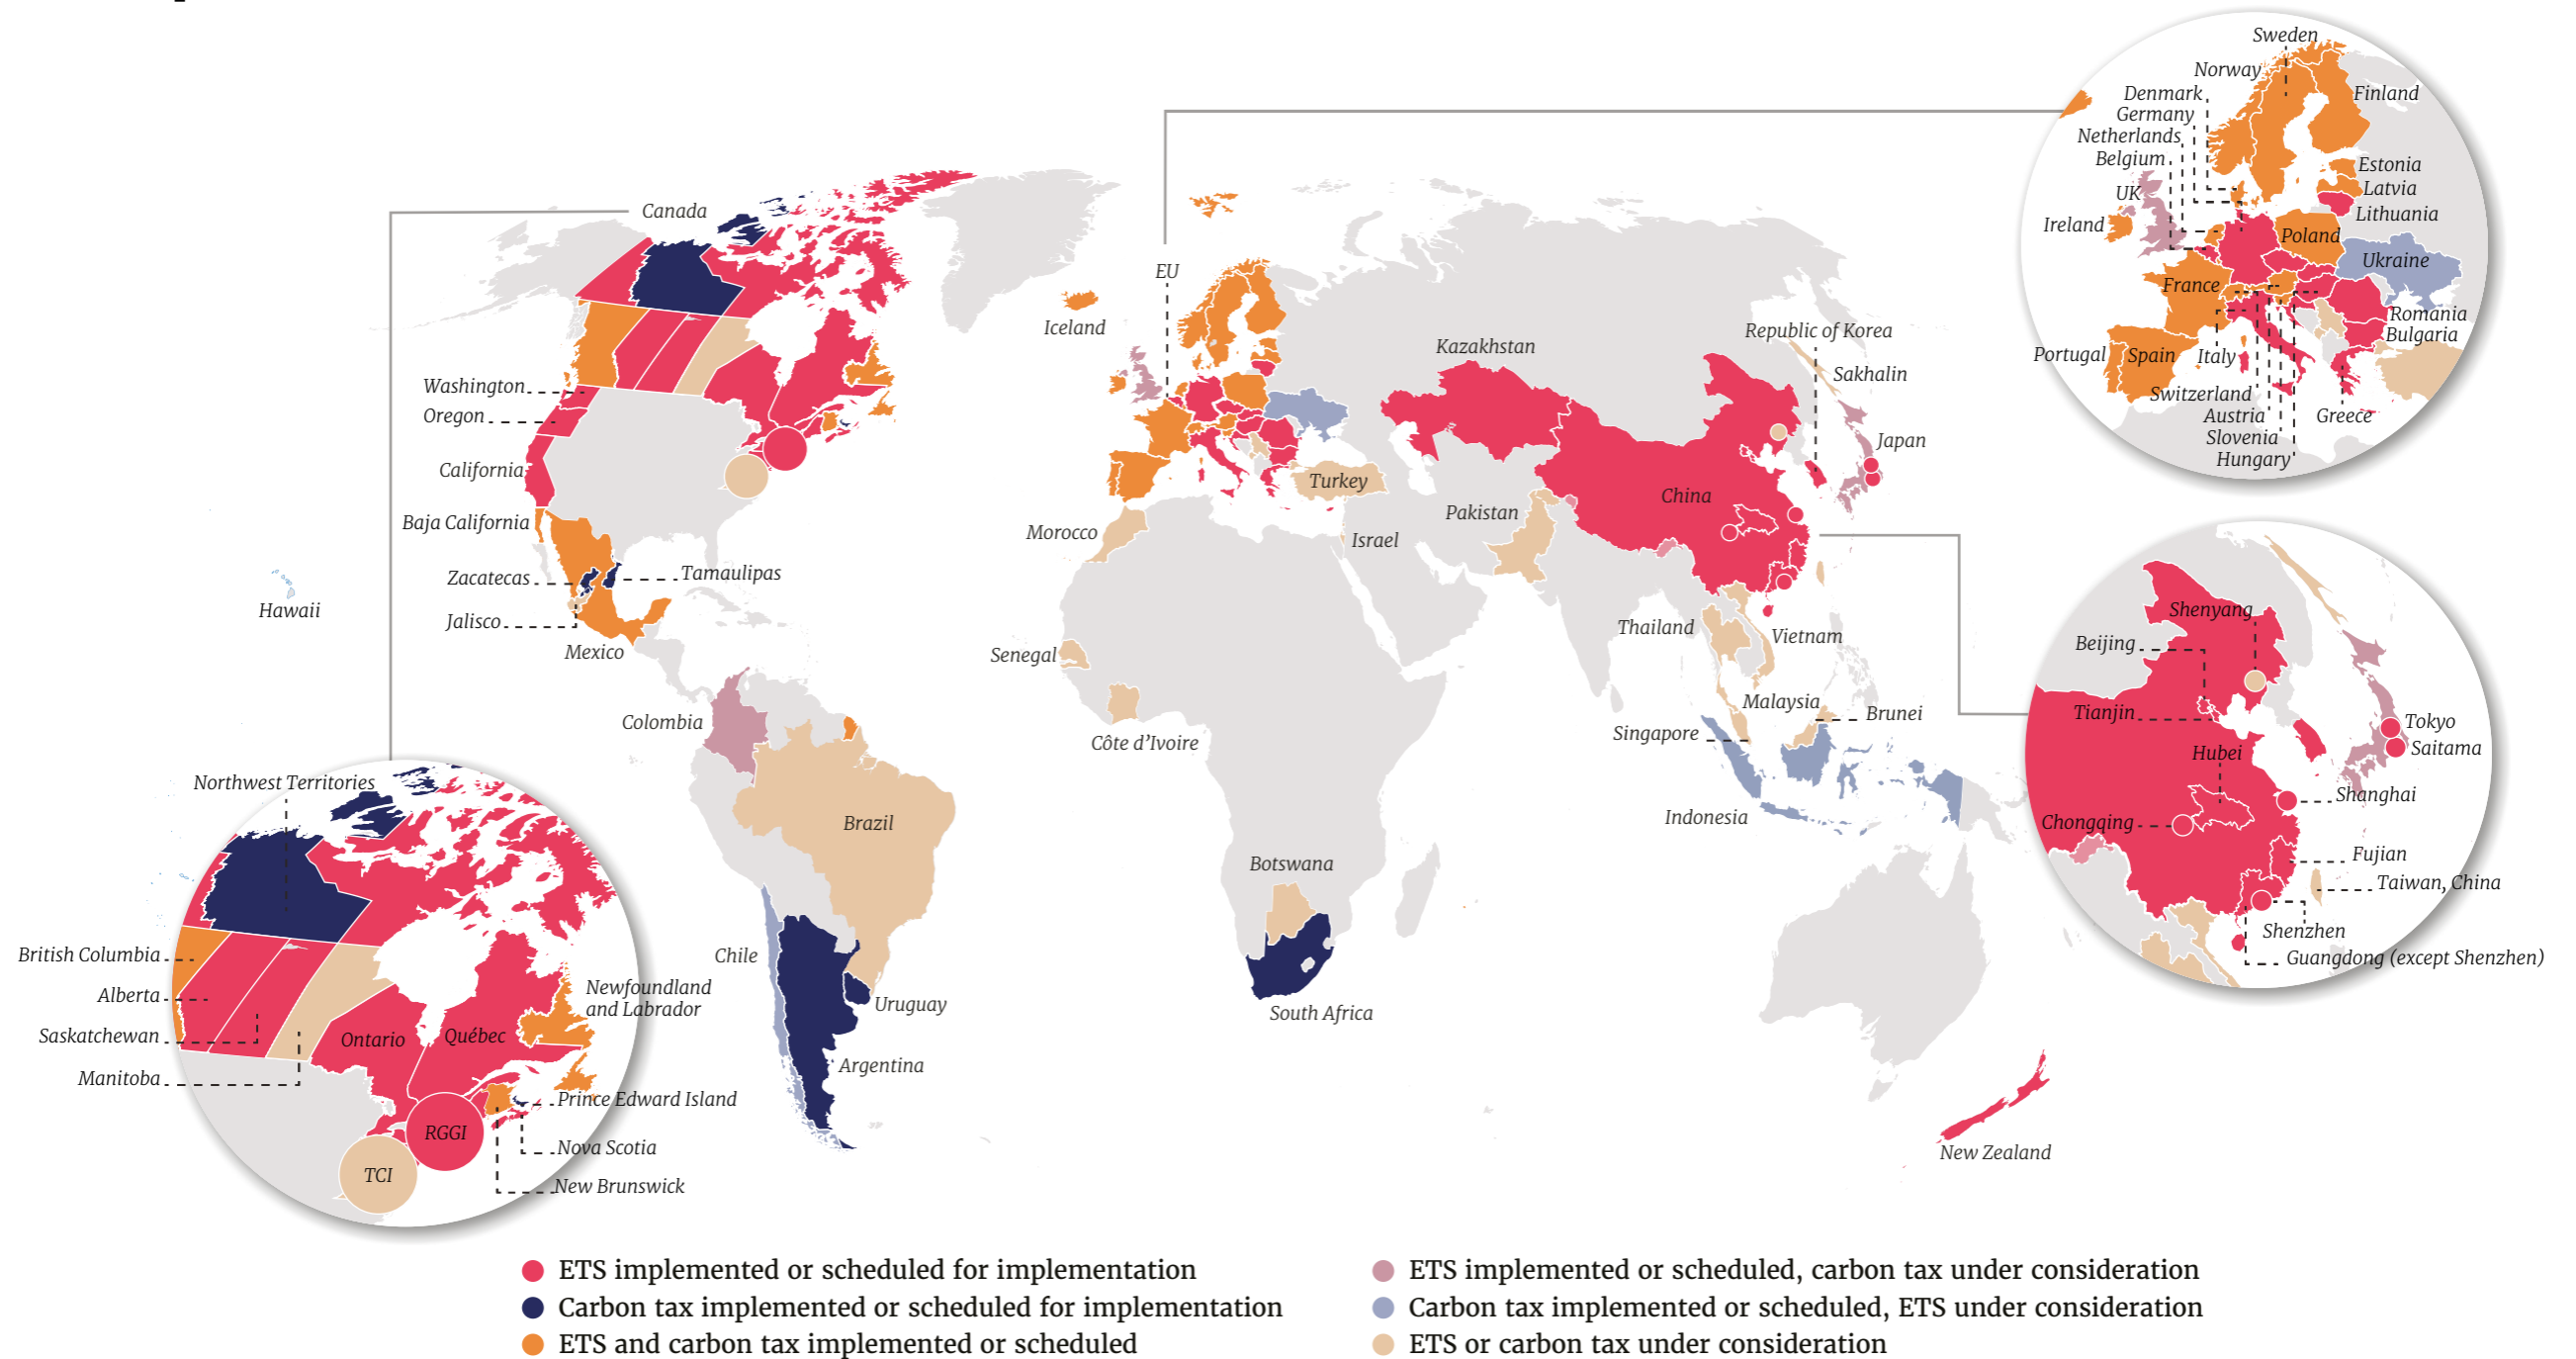 Sweden
Norway
Denmark
Finland
Germany
Netherlands
Belgium
Estonia
UK
Latvia
Lithuania
Ireland
Poland
Ukraine
France
Romania
Bulgaria
Portugal
Spain
Italy
Switzerland
Austria
Greece
Slovenia
Hungary
Canada
EU
Iceland
Republic of Korea
Kazakhstan
Sakhalin
Washington
Oregon
Japan
California
Turkey
China
Baja California
Pakistan
Morocco
Israel
Zacatecas
Tamaulipas
Hawaii
Jalisco
Thailand
Vietnam
Mexico
Senegal
Malaysia
Colombia
Brunei
Singapore
Côte d’Ivoire
Indonesia
Brazil
Botswana
Chile
Uruguay
South Africa
Argentina
New Zealand
Shenyang
Beijing
Tianjin
Tokyo
Saitama
Hubei
Shanghai
Chongqing
Fujian
Taiwan, China
Shenzhen
Guangdong (except Shenzhen)
Northwest Territories
British Columbia
Newfoundland
and Labrador
Alberta
Saskatchewan
Ontario
Québec
Manitoba
Prince Edward Island
RGGI
Nova Scotia
TCI
New Brunswick
ETS implemented or scheduled for implementation
Carbon tax implemented or scheduled for implementation
ETS and carbon tax implemented or scheduled
ETS implemented or scheduled, carbon tax under consideration
Carbon tax implemented or scheduled, ETS under consideration
ETS or carbon tax under consideration